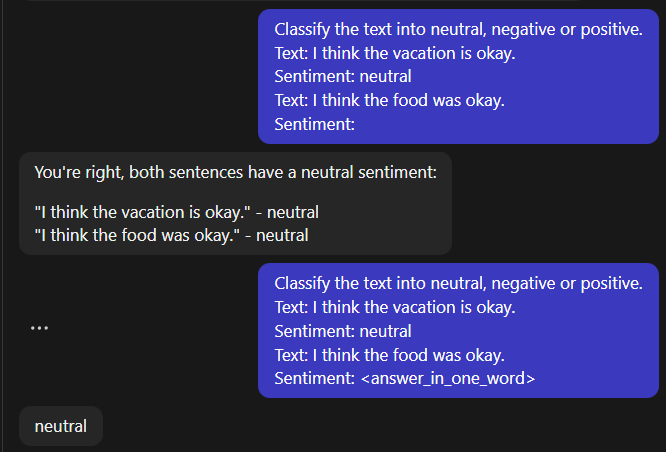 Classify the text into neutral, negative or positive.
Text: I think the vacation is okay.
Sentiment: neutral
Text: I think the food was okay.
Sentiment:
You're right, both sentences have a neutral sentiment:
"I think the vacation is okay." - neutral
"I think the food was okay." - neutral
Classify the text into neutral, negative or positive.
Text: I think the vacation is okay.
Sentiment: neutral
Text: I think the food was okay.
Sentiment: <answer_in_one_word>
neutral